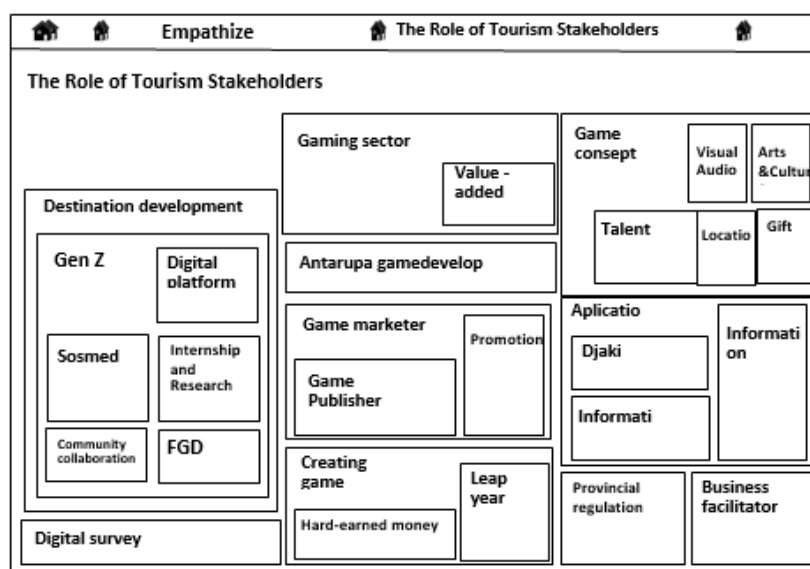 Empathize
The Role of Tourism Stakeholders
The Role of Tourism Stakeholders
Destination development
Gen Z
Digital
platform
Sosmed
Internship
and
Research
Community
collaboration
FGD
Digital survey
Gaming sector
Value -
added
Antarupa gamedevelop
Game marketer
Promotion
Game
Publisher
Creating
game
Leap
year
Hard-earned money
Game
consept
Visual
Audio
Arts
&Cultur
Talent
Locatio
Gift
Aplicatio
Djaki
Informati
Informati
on
Provincial
regulation
Business
facilitator